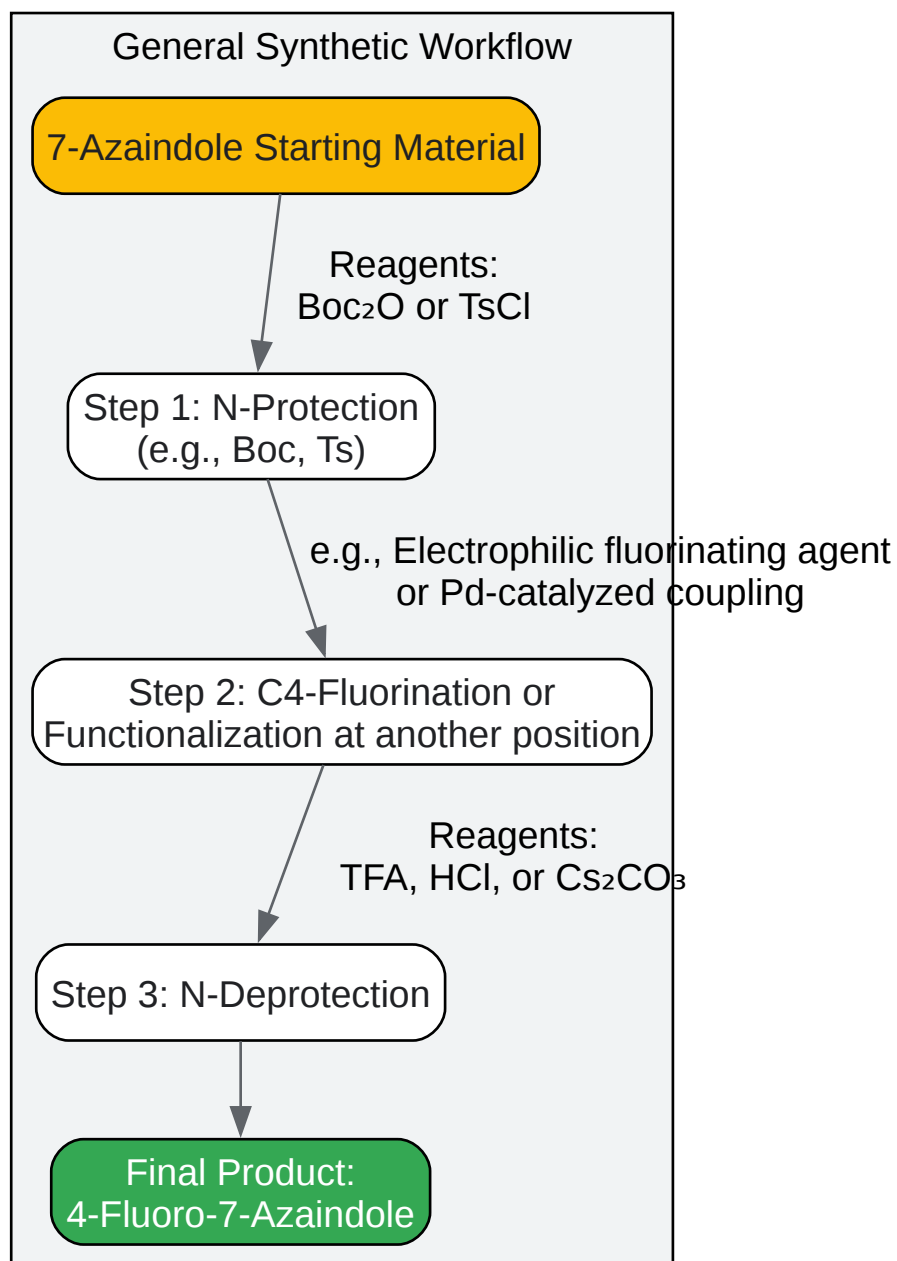 General Synthetic Workflow
7-Azaindole Starting Material
Reagents:
Boc₂O or TsCl
Step 1: N-Protection
(e.g., Boc, Ts)
e.g., Electrophilic fluorinating agent
or Pd-catalyzed coupling
Step 2: C4-Fluorination or
Functionalization at another position
Reagents:
TFA, HCl, or Cs₂CO₃
Step 3: N-Deprotection
Final Product:
4-Fluoro-7-Azaindole